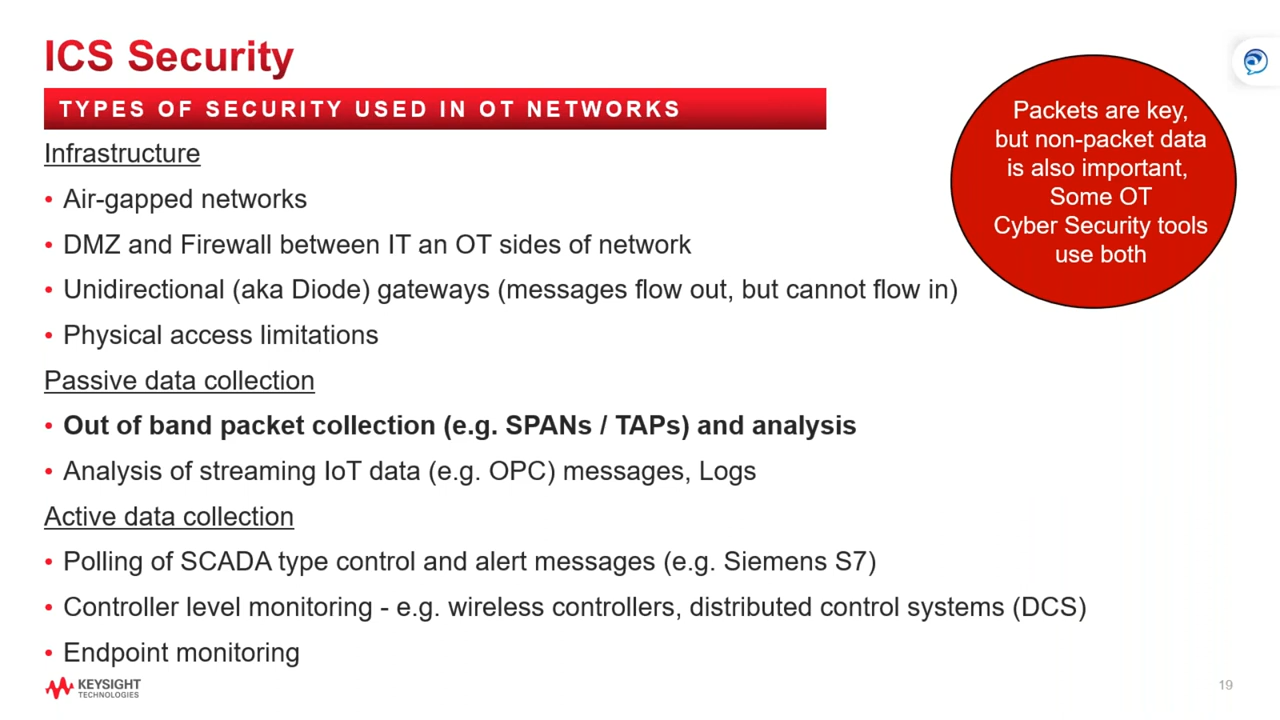 ICS Security
TYPES OF SECURITY USED IN OT NETWORKS
Infrastructure
• Air-gapped networks
• DMZ and Firewall between IT an OT sides of network
• Unidirectional (aka Diode) gateways (messages flow out, but cannot flow in)
• Physical access limitations
Passive data collection
• Out of band packet collection (e.g. SPANs / TAPs) and analysis
• Analysis of streaming IoT data (e.g. OPC) messages, Logs
Active data collection
• Polling of SCADA type control and alert messages (e.g. Siemens S7)
• Controller level monitoring - e.g. wireless controllers, distributed control systems (DCS)
• Endpoint monitoring
Packets are key,
but non-packet data
is also important,
Some OT
Cyber Security tools
use both
KEYSIGHT
TECHNOLOGIES
19